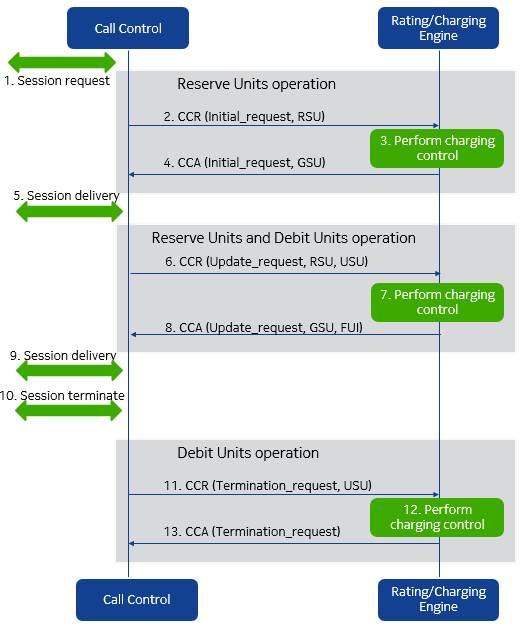 Call Control
Rating/Charging
Engine
1. Session request
Reserve Units operation
2. CCR (Initial_request, RSU)
3. Perform charging
control
4. CCA (Initial_request, GSU)
5. Session delivery
Reserve Units and Debit Units operation
6. CCR (Update_request, RSU, USU)
7. Perform charging
control
8. CCA (Update_request, GSU, FUI)
9. Session delivery
10. Session terminate
Debit Units operation
11. CCR (Termination_request, USU)
12. Perform
charging control
13. CCA (Termination_request)
Call Control
Rating/Charging
Engine